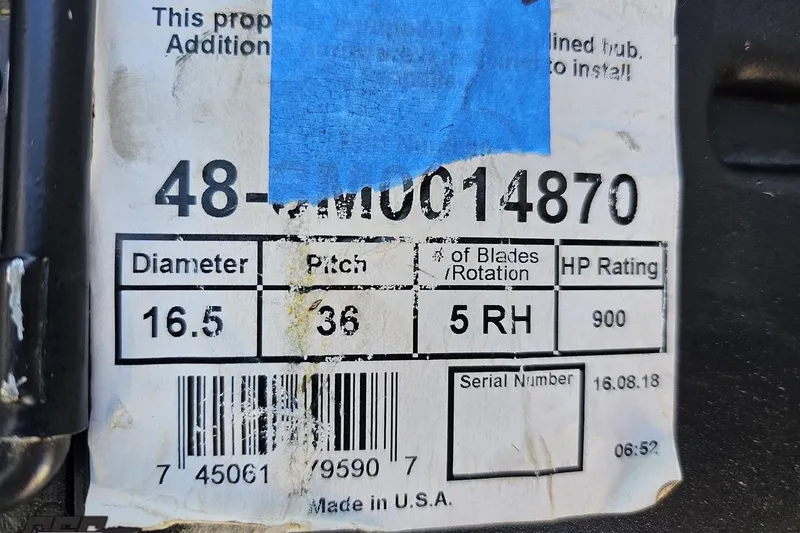 This prop
lined hub.
Addition
to install
48- M0014870
Diameter Pitch # of Blades /Rotation HP Rating
16.5 36 5 RH 900
Serial Number 16.08.18
06:52
7 45061 79590 7
Made in U.S.A.